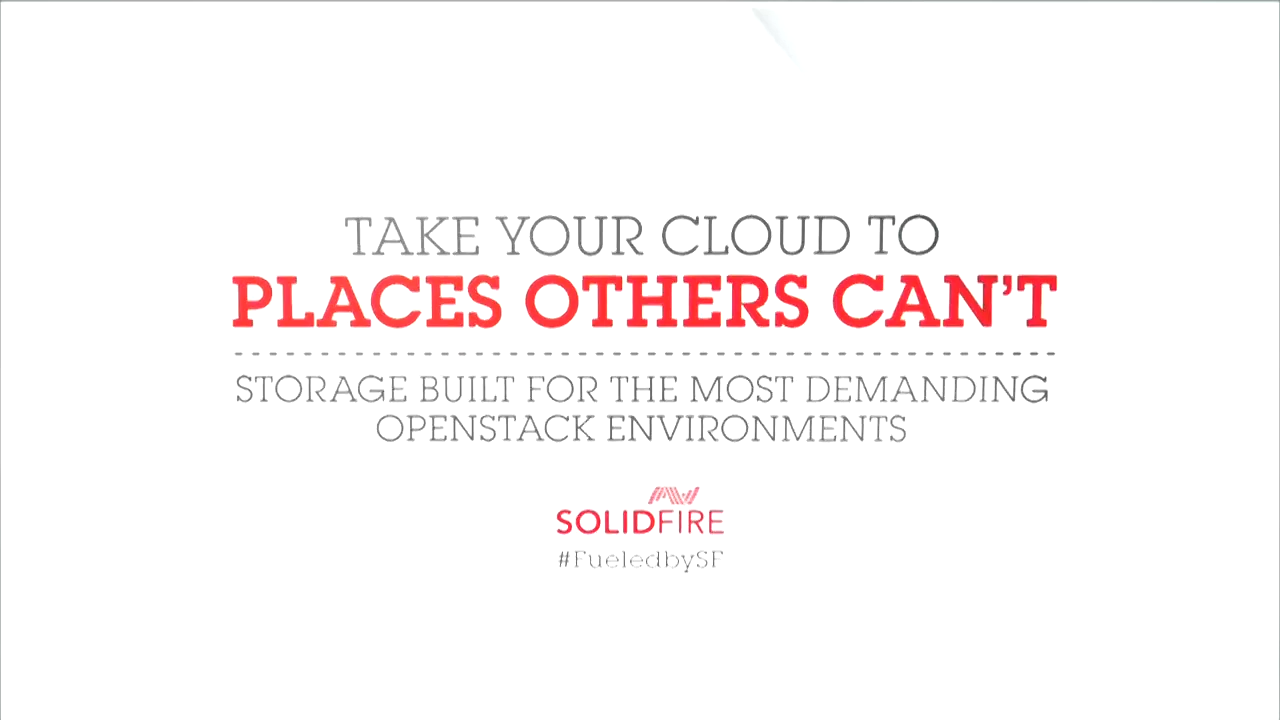 TAKE YOUR CLOUD TO
PLACES OTHERS CAN'T
STORAGE BUILT FOR THE MOST DEMANDING
OPENSTACK ENVIRONMENTS
SOLIDFIRE
#FueledbySF